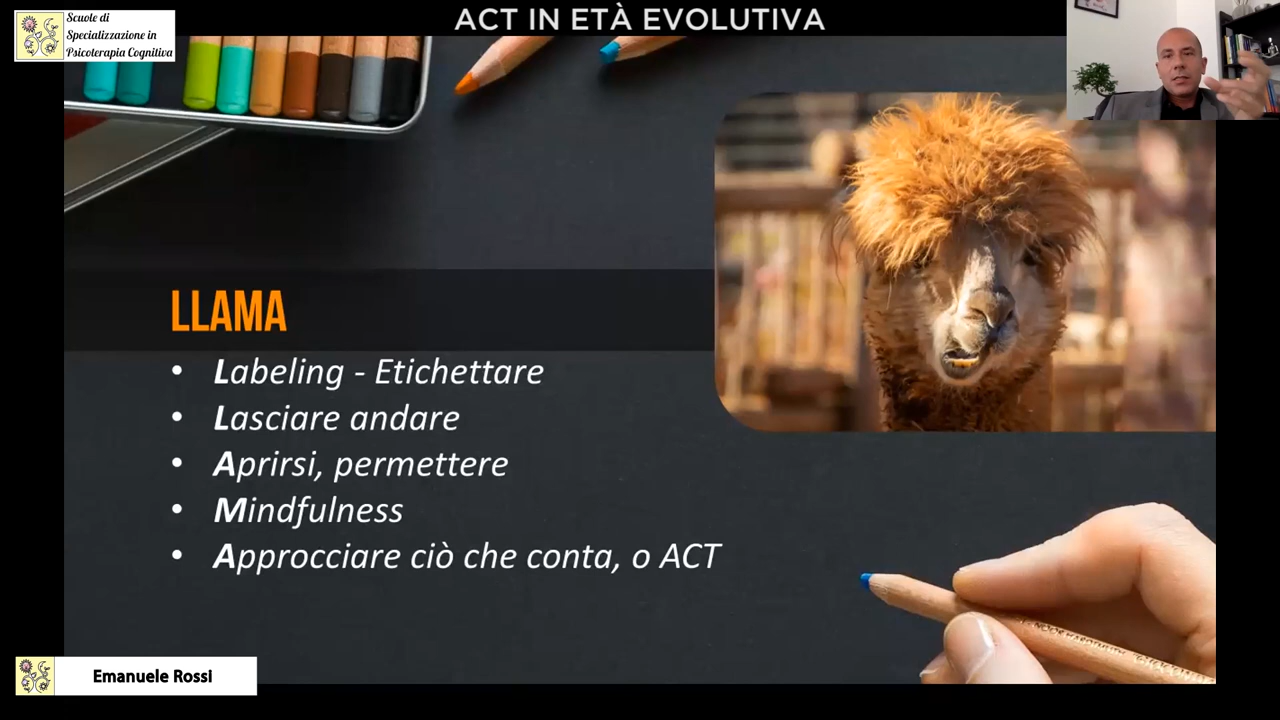 Scuole di
Specializzazione in
Psicoterapia Cognitiva
ACT IN ETÀ EVOLUTIVA
LLAMA
• Labeling - Etichettare
• Lasciare andare
• Aprirsi, permettere
• Mindfulness
• Approcciare ciò che conta, o ACT
Emanuele Rossi